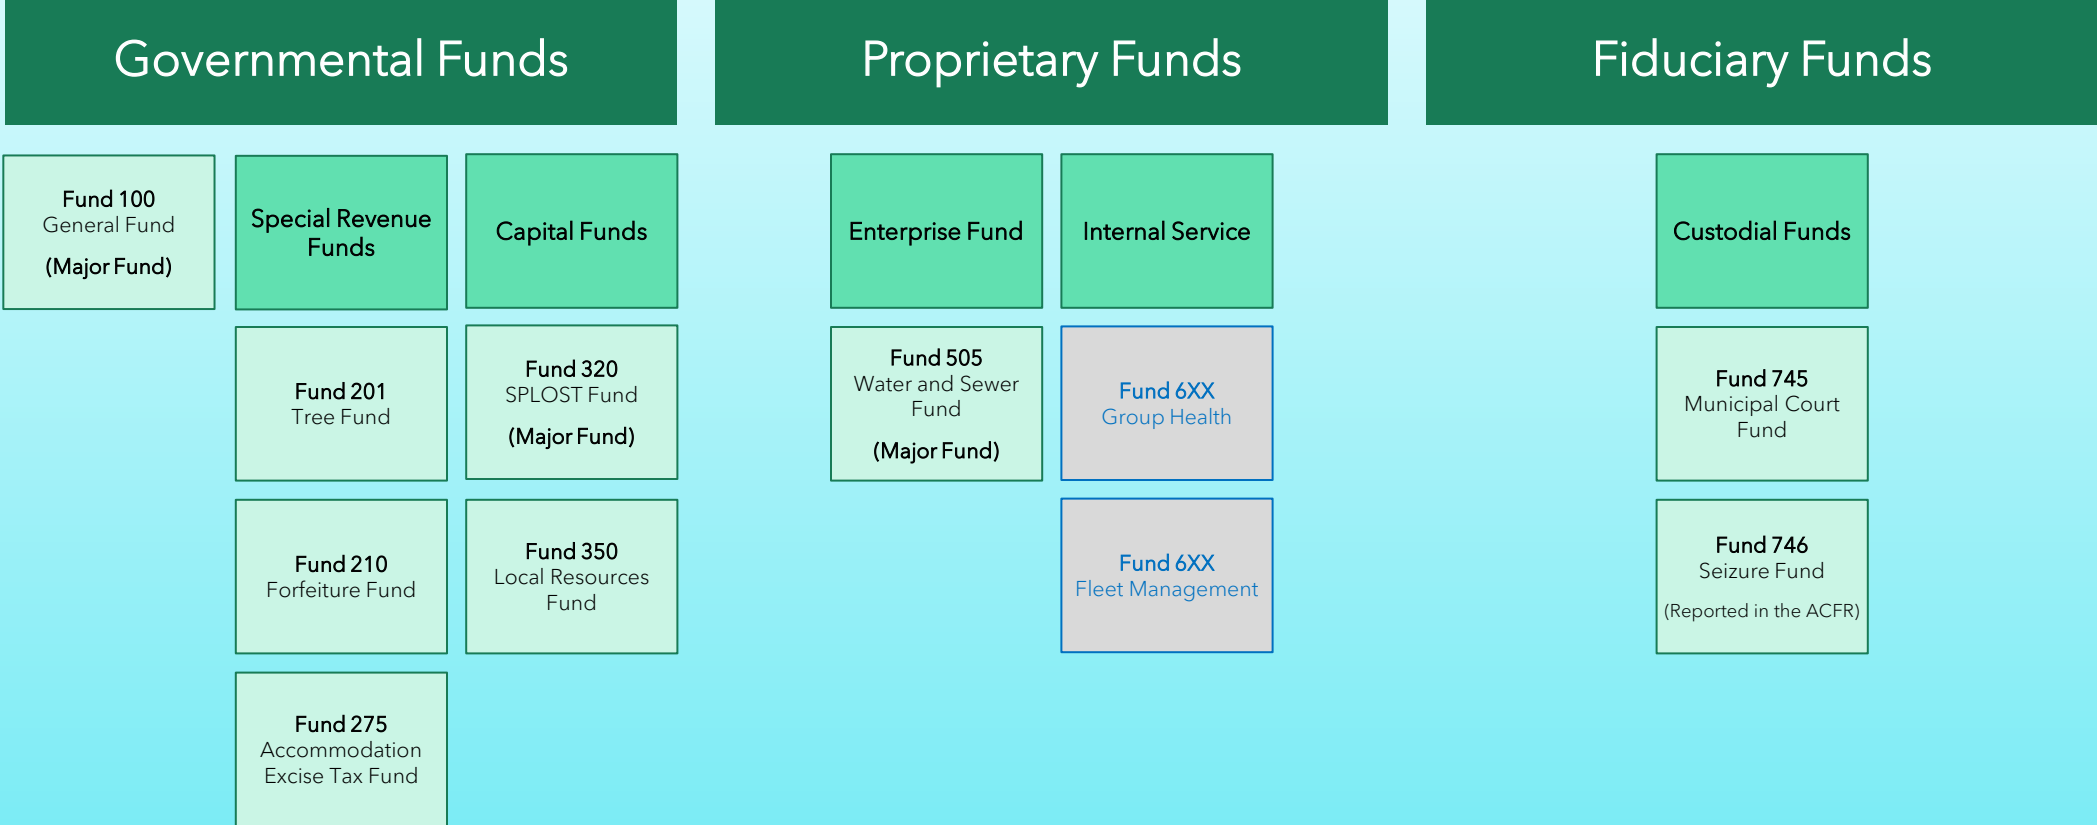 Governmental Funds
Proprietary Funds
Fiduciary Funds
Fund 100
General Fund
(Major Fund)
Special Revenue
Funds
Capital Funds
Enterprise Fund
Internal Service
Custodial Funds
Fund 201
Tree Fund
Fund 320
SPLOST Fund
(Major Fund)
Fund 505
Water and Sewer
Fund
(Major Fund)
Fund 6XX
Group Health
Fund 745
Municipal Court
Fund
Fund 210
Forfeiture Fund
Fund 350
Local Resources
Fund
Fund 6XX
Fleet Management
Fund 746
Seizure Fund
(Reported in the ACFR)
Fund 275
Accommodation
Excise Tax Fund